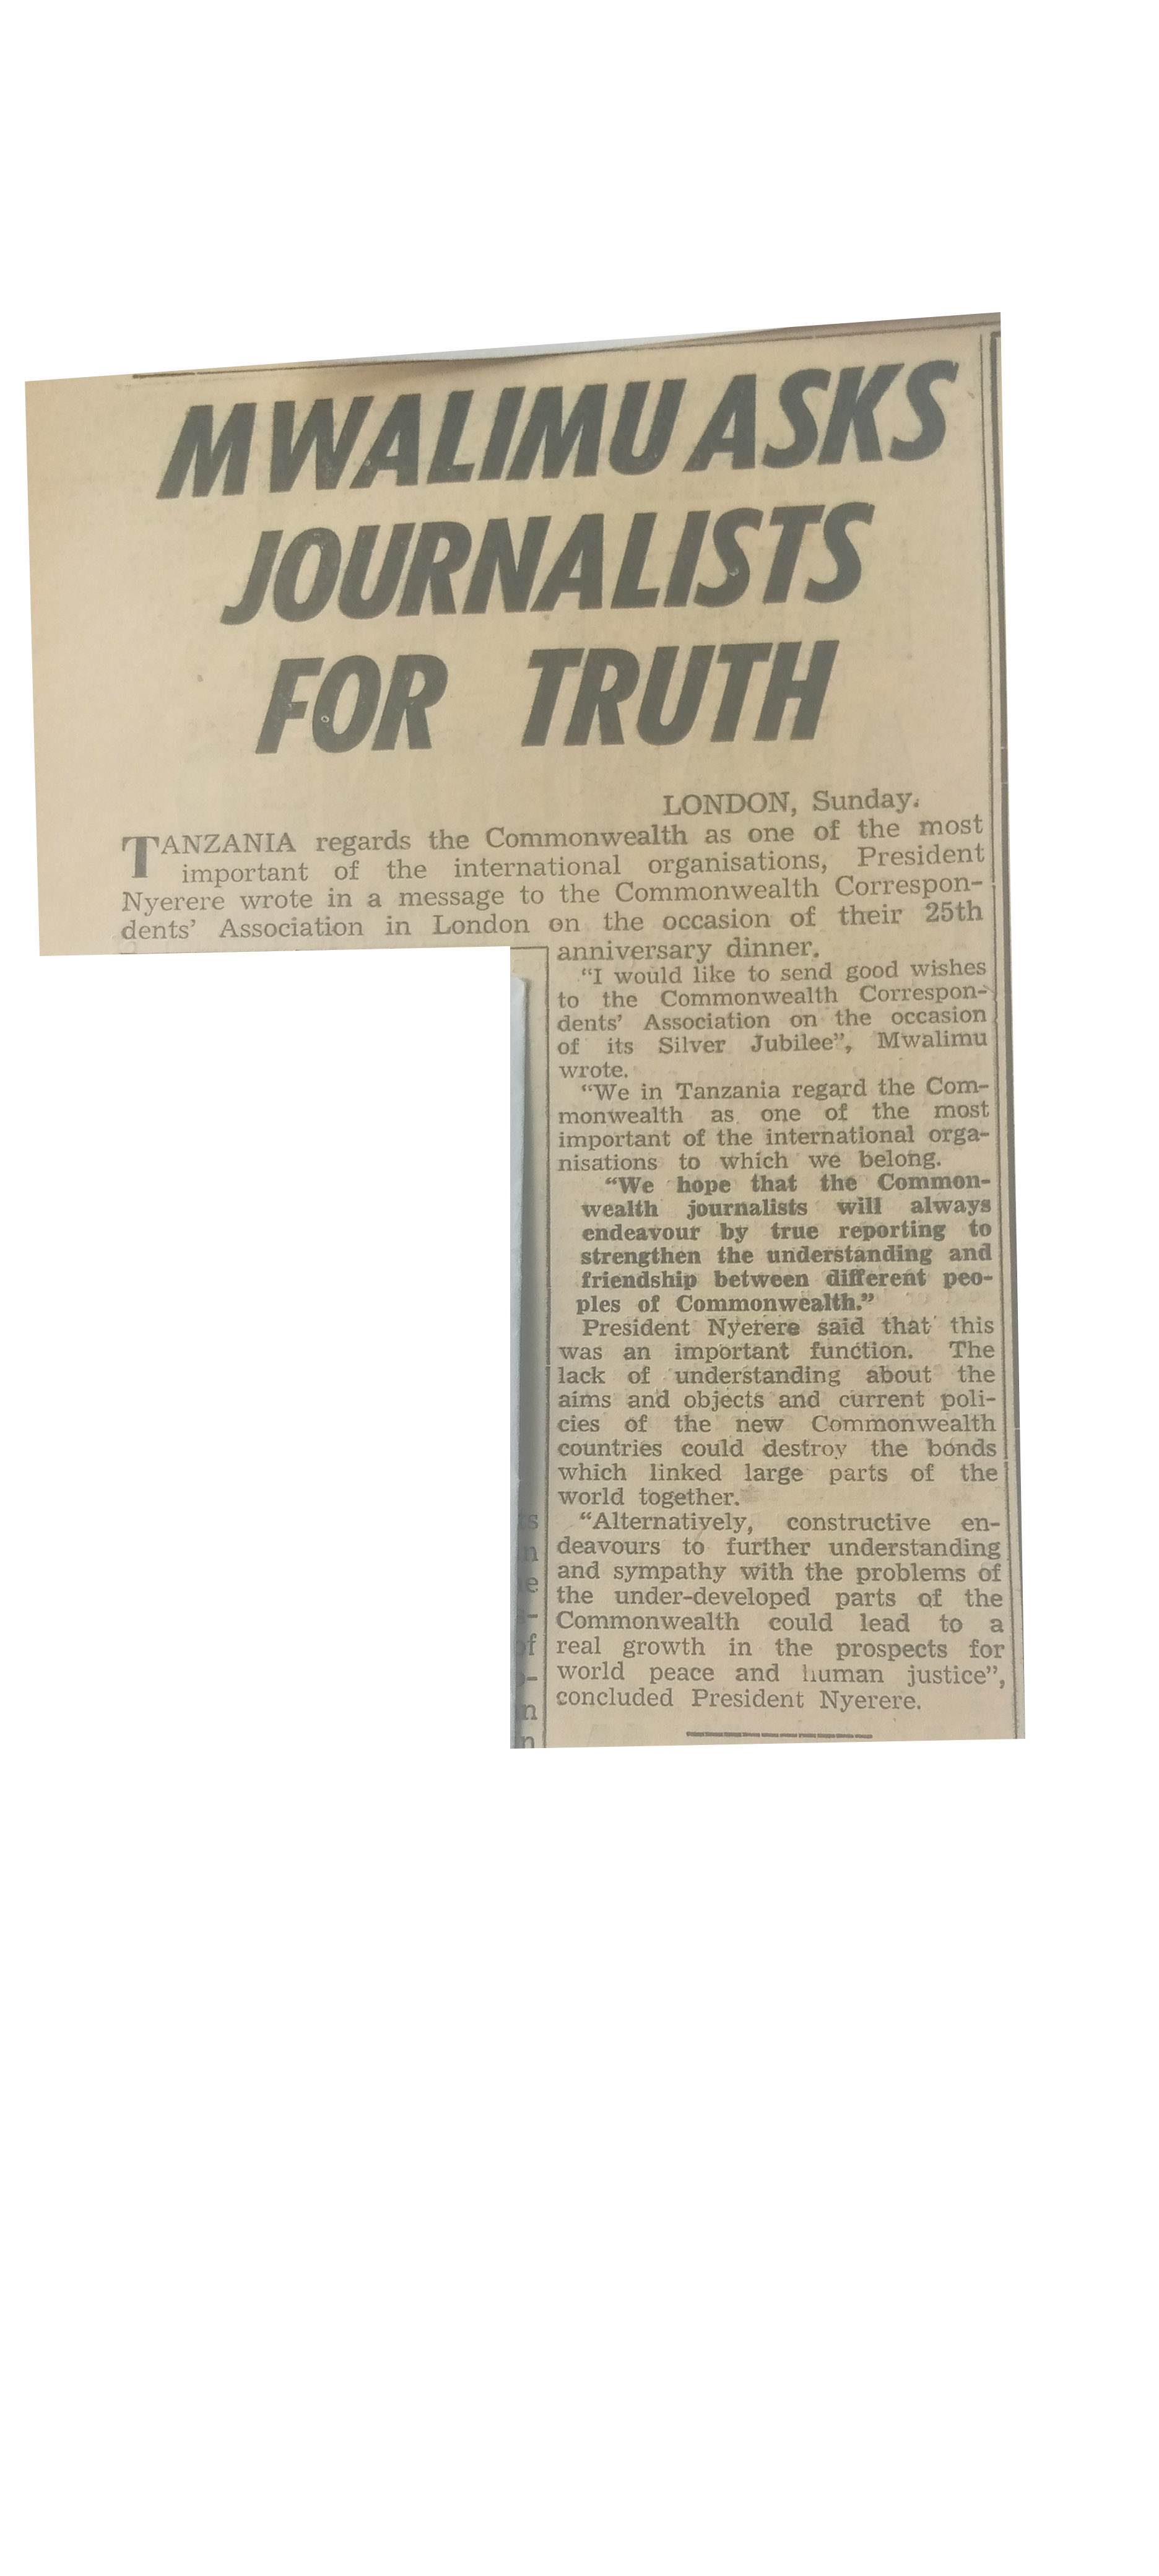 MWALIMU ASKS
JOURNALISTS
FOR TRUTH
LONDON, Sunday.
TANZANIA regards the Commonwealth as one of the most
important of the international organisations, President
Nyerere wrote in a message to the Commonwealth Correspon-
dents' Association in London on the occasion of their 25th
anniversary dinner.
"I would like to send good wishes
to the Commonwealth Correspon-
dents' Association on the occasion
of its Silver Jubilee", Mwalimu
wrote.
"We in Tanzania regard the Com-
monwealth as one of the most
important of the international orga-
nisations to which we belong.
"We hope that the Common-
wealth journalists will always
endeavour by true reporting to
strengthen the understanding and
friendship between different peo-
ples of Commonwealth."
President Nyerere said that this
was an important function. The
lack of understanding about the
aims and objects and current poli-
cies of the new Commonwealth
countries could destroy the bonds
which linked large parts of the
world together.
"Alternatively, constructive en-
deavours to further understanding
and sympathy with the problems of
the under-developed parts of the
Commonwealth could lead to a
real growth in the prospects for
world peace and human justice",
concluded President Nyerere.